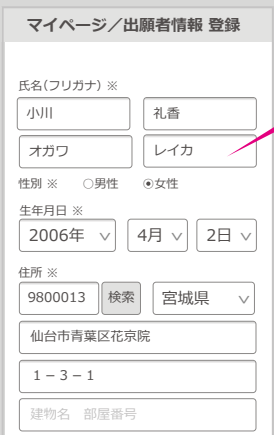 マイページ／出願者情報 登録
氏名(フリガナ) ※
小川 礼香
オガワ レイカ
性別 ※ ○男性 ◉女性
生年月日 ※
2006年 4月 2日
住所 ※
9800013 検索 宮城県
仙台市青葉区花京院
1－3－1
建物名 部屋番号